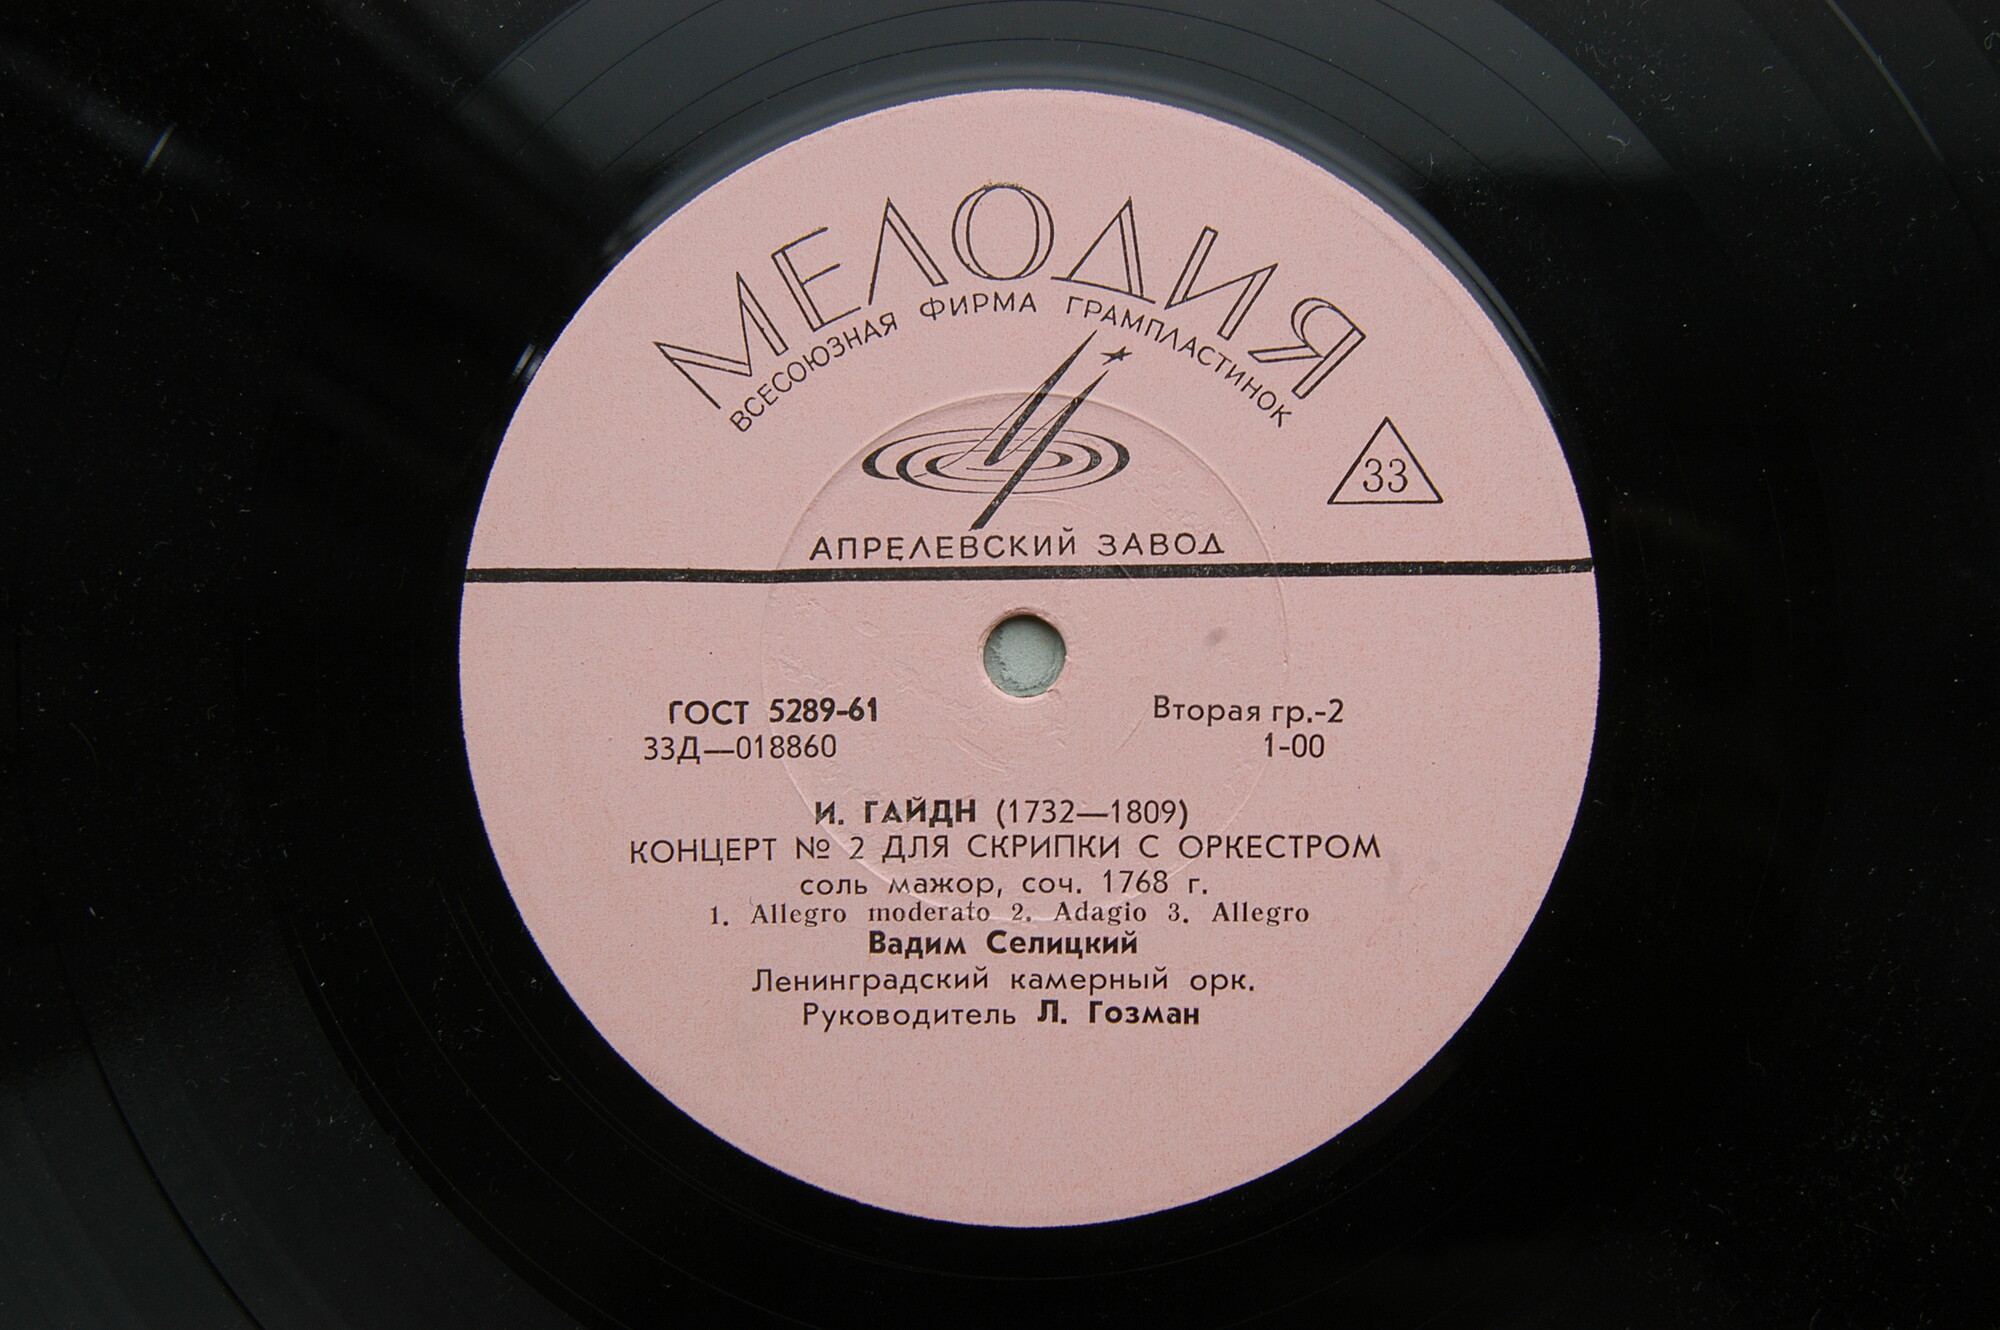 МЕЛОДИЯ
ВСЕСОЮЗНАЯ ФИРМА ГРАМПЛАСТИНОК
33
АПРЕЛЕВСКИЙ ЗАВОД
ГОСТ 5289-61
Вторая гр.-2
33Д—018860
1-00
И. ГАЙДН (1732—1809)
КОНЦЕРТ № 2 ДЛЯ СКРИПКИ С ОРКЕСТРОМ
соль мажор, соч. 1768 г.
1. Allegro moderato 2. Adagio 3. Allegro
Вадим Селицкий
Ленинградский камерный орк.
Руководитель Л. Гозман